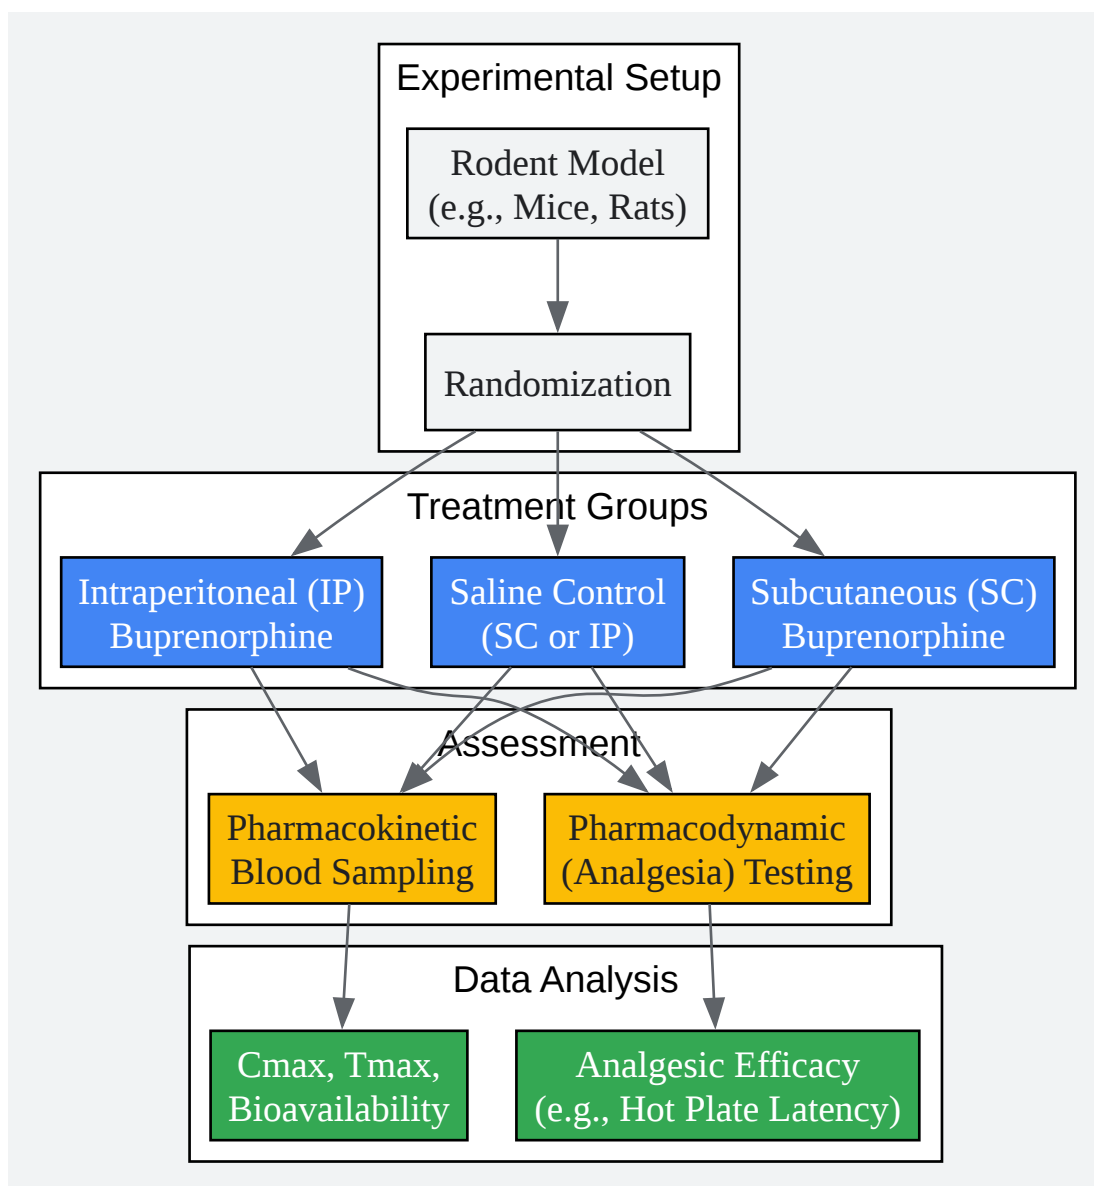 Experimental Setup
Rodent Model
(e.g., Mice, Rats)
Randomization
Treatment Groups
Intraperitoneal (IP)
Buprenorphine
Saline Control
(SC or IP)
Subcutaneous (SC)
Buprenorphine
Assessment
Pharmacokinetic
Blood Sampling
Pharmacodynamic
(Analgesia) Testing
Data Analysis
Cmax, Tmax,
Bioavailability
Analgesic Efficacy
(e.g., Hot Plate Latency)